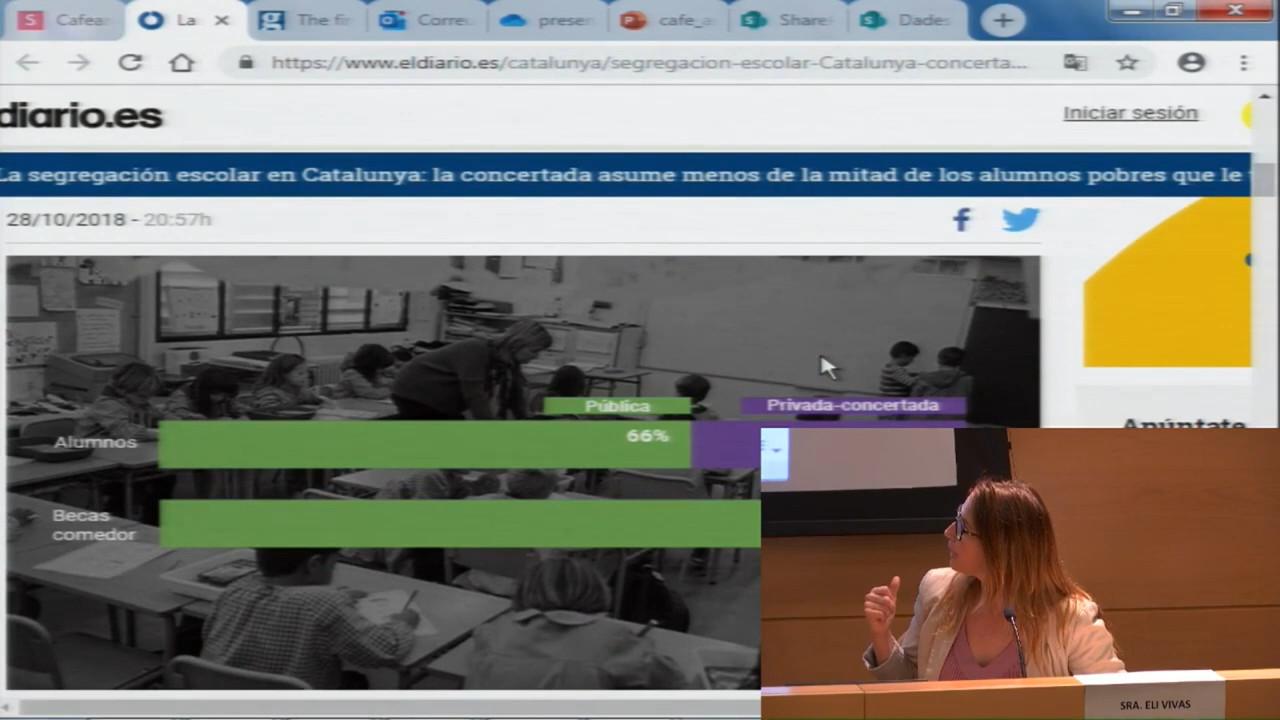 La
The fi
Corre
presen
cafe_a
Share
Dades
https://www.eldiario.es/catalunya/segregacion-escolar-Catalunya-concerta...
diario.es
Iniciar sesión
La segregación escolar en Catalunya: la concertada asume menos de la mitad de los alumnos pobres que le
28/10/2018 - 20:57h
Pública
Privada-concertada
Alumnos
66%
Apúntate
Becas
comedor
SRA. ELI VIVAS